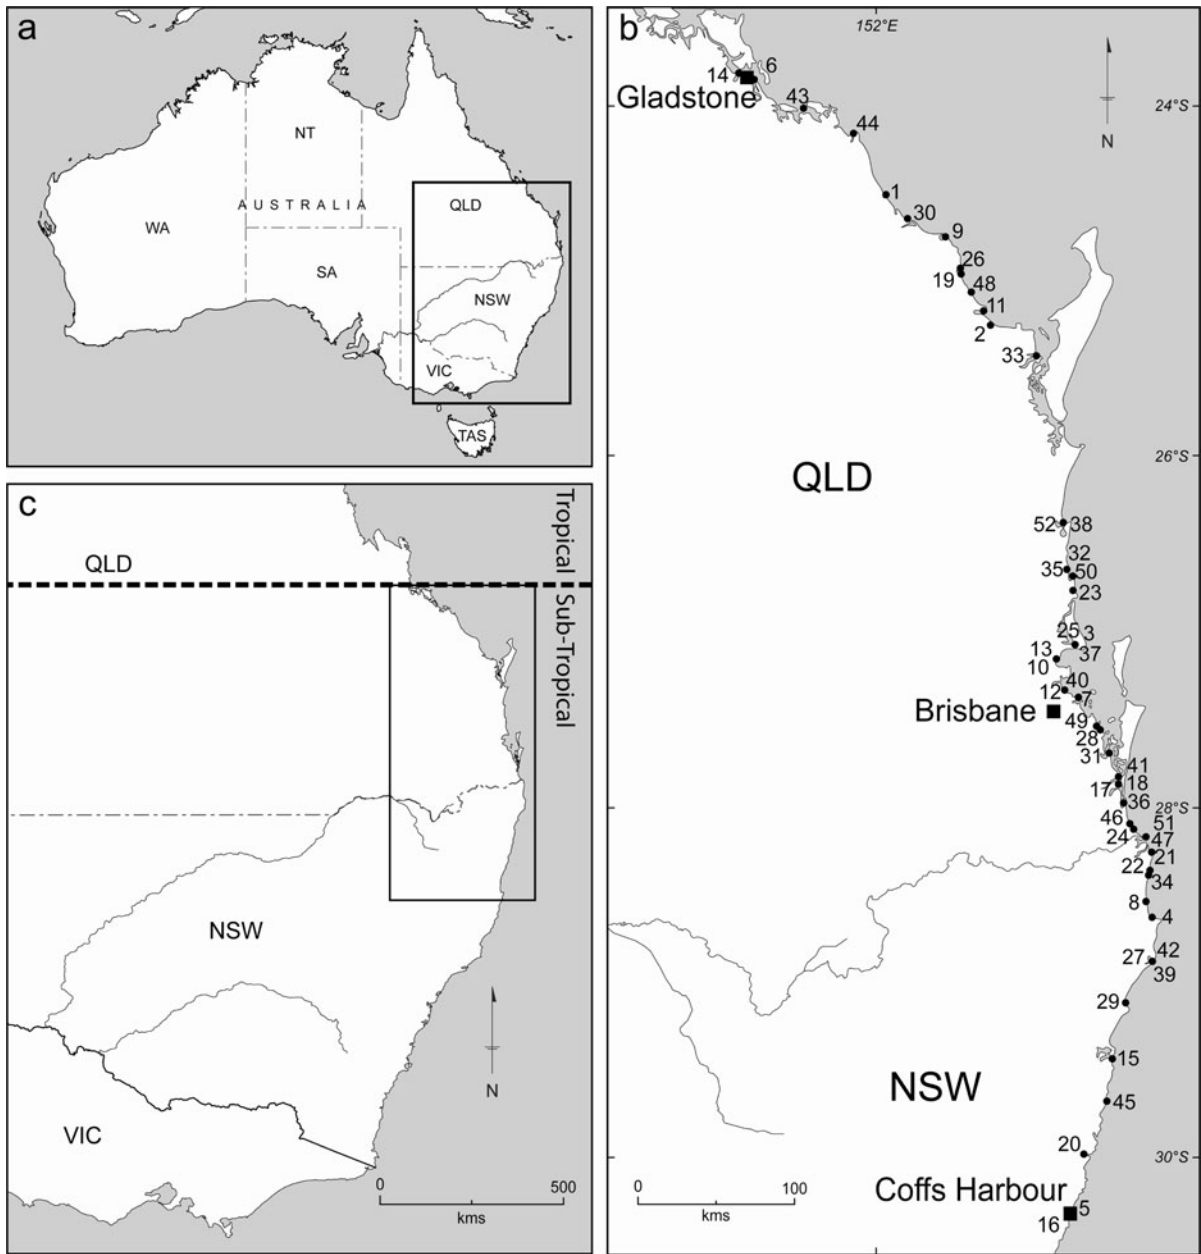 a
NT
A U S T R A L I A
QLD
WA
SA
NSW
VIC
TAS
b
152°E
6
14
Gladstone
43
24°S
N
44
1
30
9
26
19
48
11
2
33
26°S
QLD
52 38
32
35 50
23
25 3
13 37
10
40
12 7
Brisbane
49
28
31
41
17 18
36
28°S
46 51
24 47
21
22
34
8
4
42
27
39
29
15
NSW
45
20
30°S
Coffs Harbour
5
16
0 100
kms
c
Tropical
QLD
Sub-Tropical
NSW
N
VIC
0 500
kms